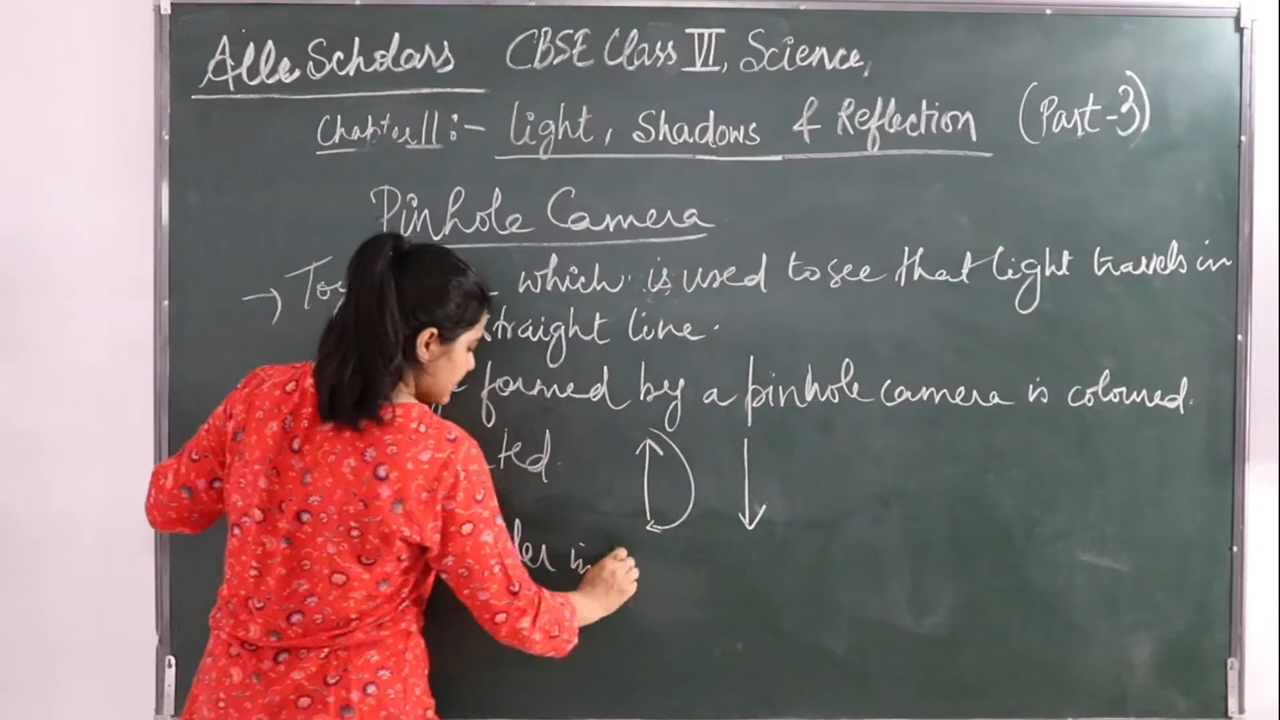 Alle Scholars CBSE Class VI, Science,
Chapter 11 :- Light, Shadows & Reflection (Part-3)
Pinhole Camera
→ which is used to see that light travels in
straight line.
formed by a pinhole camera is coloured.